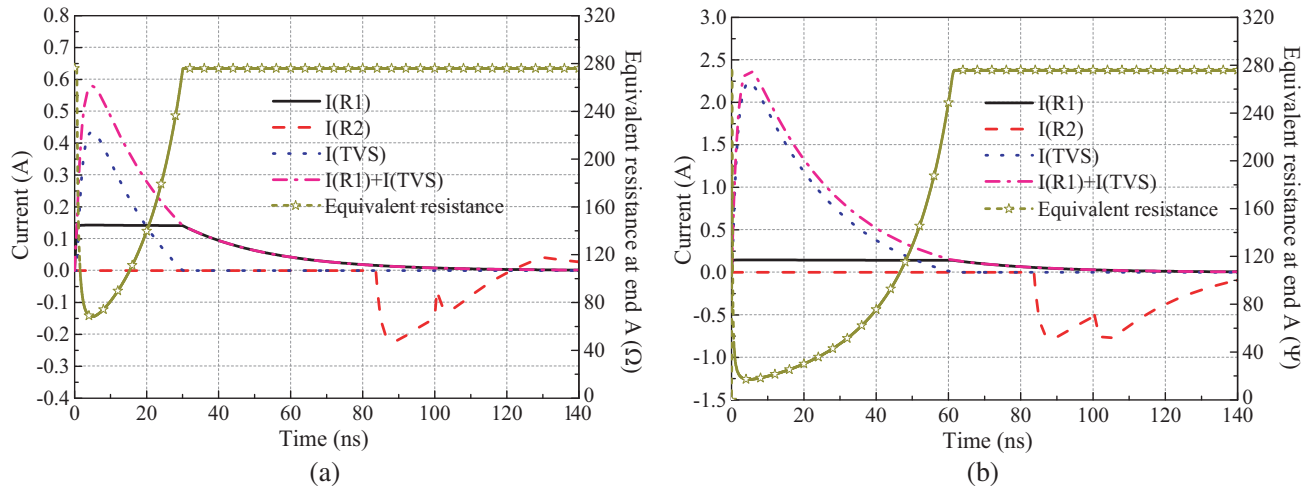 0.8
0.7
0.6
0.5
0.4
0.3
0.2
0.1
0.0
-0.1
-0.2
-0.3
-0.4
Current (A)
0 20 40 60 80 100 120 140
Time (ns)
320
280
240
200
160
120
80
40
0
Equivalent resistance at end A (Ω)
I(R1)
I(R2)
I(TVS)
I(R1)+I(TVS)
Equivalent resistance
(a)
3.0
2.5
2.0
1.5
1.0
0.5
0.0
-0.5
-1.0
-1.5
Current (A)
0 20 40 60 80 100 120 140
Time (ns)
320
280
240
200
160
120
80
40
0
Equivalent resistance at end A (Ψ)
I(R1)
I(R2)
I(TVS)
I(R1)+I(TVS)
Equivalent resistance
(b)